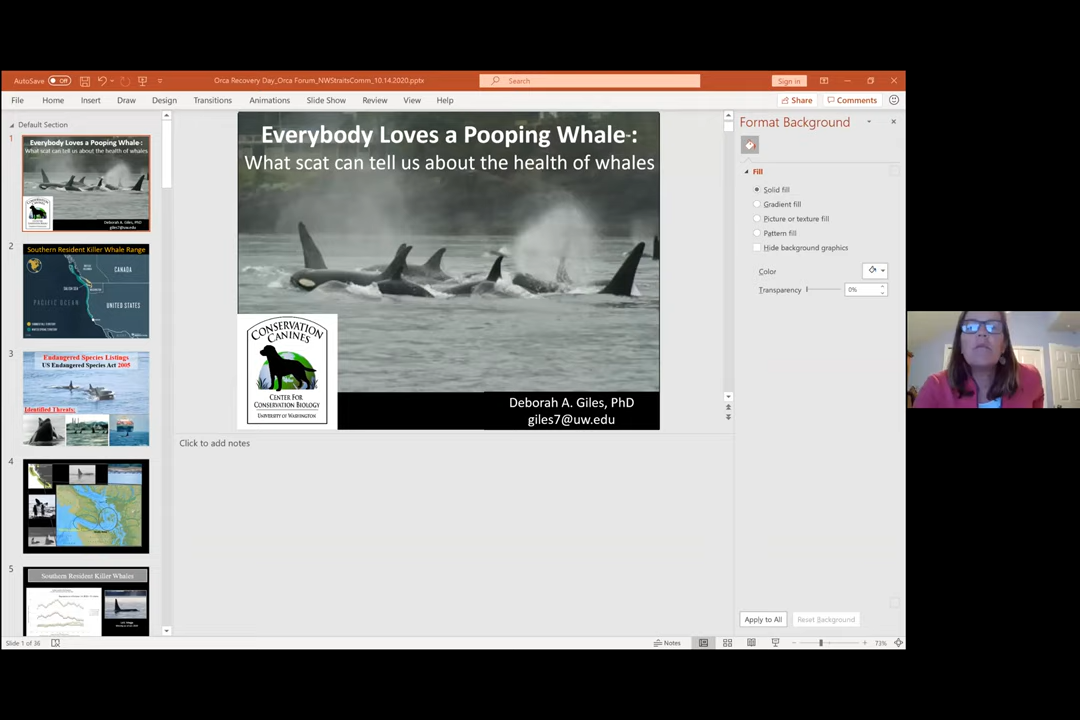 AutoSave Off
Orca Recovery Day_Orca Forum_NWStraitsComm_10.14.2020.pptx
Search
Sign in
File Home Insert Draw Design Transitions Animations Slide Show Review View Help
Share Comments
Default Section
1
Everybody Loves a Pooping Whale :
What scat can tell us about the health of whales
Deborah A. Giles, PhD
giles7@uw.edu
2
Southern Resident Killer Whale Range
CANADA
PACIFIC OCEAN
UNITED STATES
3
Endangered Species Listings
US Endangered Species Act 2005
Identified Threats:
4
5
Southern Resident Killer Whales
Everybody Loves a Pooping Whale :
What scat can tell us about the health of whales
CONSERVATION
CANINES
CENTER FOR
CONSERVATION BIOLOGY
UNIVERSITY OF WASHINGTON
Deborah A. Giles, PhD
giles7@uw.edu
Click to add notes
Format Background
Fill
Solid fill
Gradient fill
Picture or texture fill
Pattern fill
Hide background graphics
Color
Transparency 0%
Apply to All Reset Background
Slide 1 of 36
Notes
73%